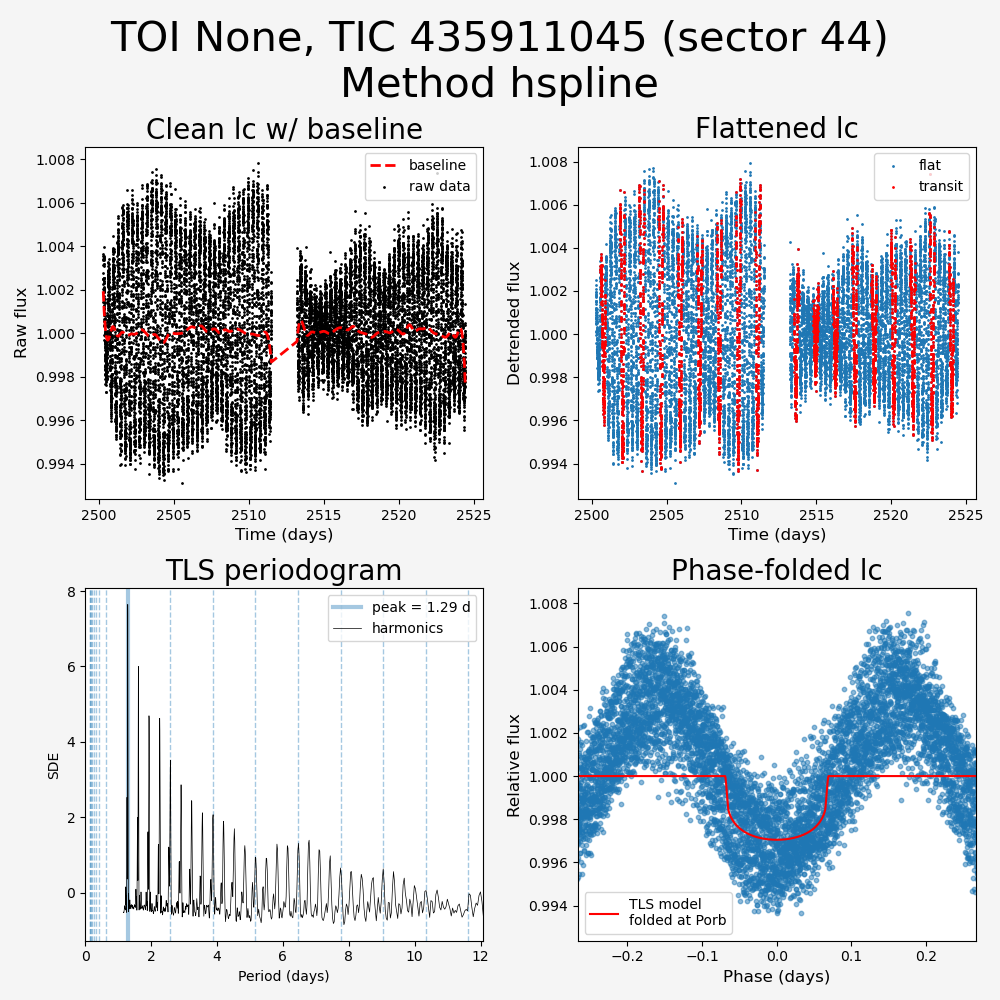 TOI None, TIC 435911045 (sector 44)
Method hspline
Clean lc w/ baseline
baseline
raw data
Raw flux
1.008
1.006
1.004
1.002
1.000
0.998
0.996
0.994
2500
2505
2510
2515
2520
2525
Time (days)
Flattened lc
flat
transit
Detrended flux
1.008
1.006
1.004
1.002
1.000
0.998
0.996
0.994
2500
2505
2510
2515
2520
2525
Time (days)
TLS periodogram
peak = 1.29 d
harmonics
SDE
8
6
4
2
0
0
2
4
6
8
10
12
Period (days)
Phase-folded lc
Relative flux
1.008
1.006
1.004
1.002
1.000
0.998
0.996
0.994
TLS model
folded at Porb
−0.2
−0.1
0.0
0.1
0.2
Phase (days)